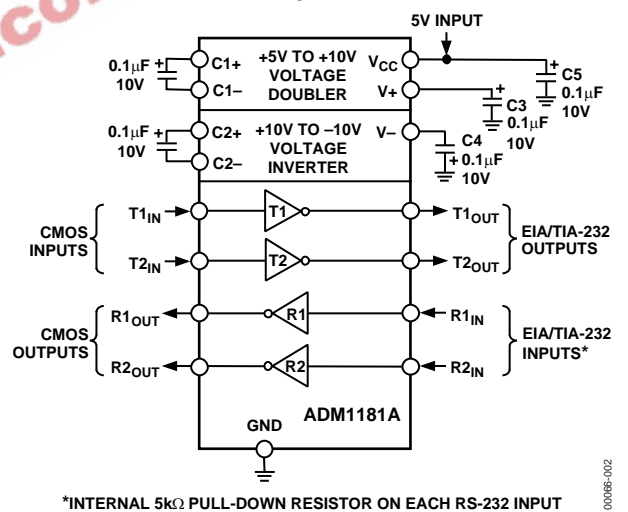 5V INPUT
0.1μF
10V
+
C1+
C1–
+5V TO +10V
VOLTAGE
DOUBLER
VCC
V+
+
C5
0.1μF
10V
+
C3
0.1μF
10V
0.1μF
10V
+
C2+
C2–
+10V TO –10V
VOLTAGE
INVERTER
V–
C4
+
0.1μF
10V
CMOS
INPUTS
T1IN
T1
T1OUT
T2IN
T2
T2OUT
EIA/TIA-232
OUTPUTS
CMOS
OUTPUTS
R1OUT
R1
R1IN
R2OUT
R2
R2IN
EIA/TIA-232
INPUTS*
GND
ADM1181A
*INTERNAL 5kΩ PULL-DOWN RESISTOR ON EACH RS-232 INPUT
00066-002